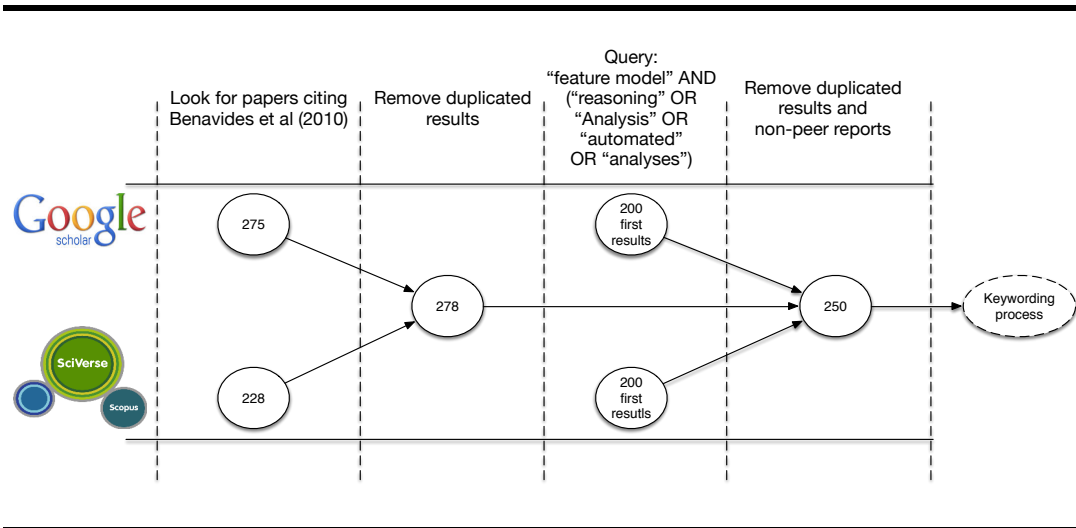 Look for papers citing
Benavides et al (2010)
Remove duplicated
results
Query:
“feature model” AND
(“reasoning” OR
“Analysis” OR
“automated”
OR “analyses”)
Remove duplicated
results and
non-peer reports
Google
scholar
275
200
first
results
278
250
Keywording
process
SciVerse
Scopus
228
200
first
resutls